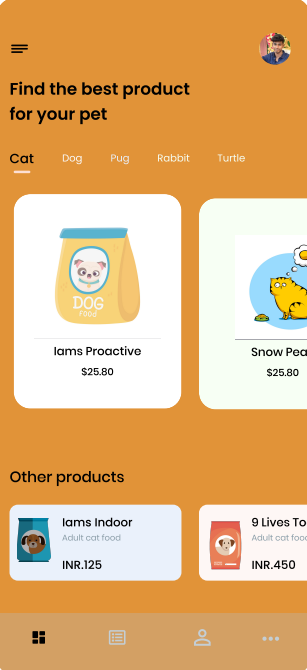 Find the best product
for your pet
Cat Dog Pug Rabbit Turtle
DOG
FOOD
Iams Proactive
$25.80
Snow Pea
$25.80
Other products
Iams Indoor
Adult cat food
INR.125
9 Lives To
Adult cat food
INR.450